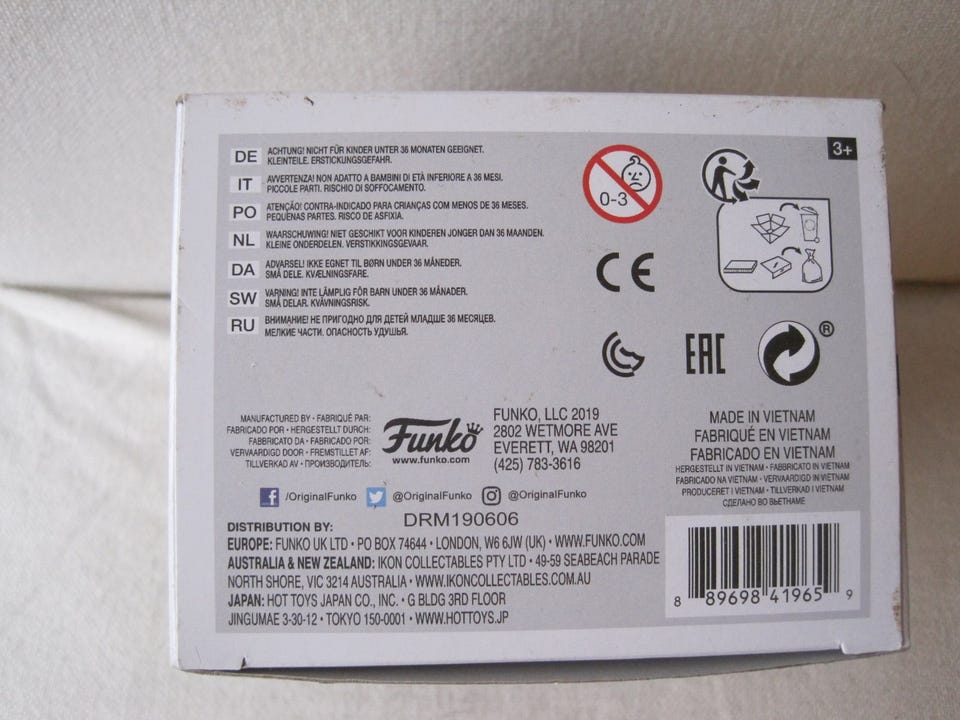 3+
DE ACHTUNG! NICHT FÜR KINDER UNTER 36 MONATEN GEEIGNET.
KLEINTEILE. ERSTICKUNGSGEFAHR.
IT AVVERTENZA! NON ADATTO A BAMBINI DI ETÀ INFERIORE A 36 MESI.
PICCOLE PARTI. RISCHIO DI SOFFOCAMENTO.
PO ATENÇÃO! CONTRA-INDICADO PARA CRIANÇAS COM MENOS DE 36 MESES.
PEQUENAS PARTES. RISCO DE ASFIXIA.
NL WAARSCHUWING! NIET GESCHIKT VOOR KINDEREN JONGER DAN 36 MAANDEN.
KLEINE ONDERDELEN. VERSTIKKINGSGEVAAR.
DA ADVARSEL! IKKE EGNET TIL BØRN UNDER 36 MÅNEDER.
SMÅ DELE. KVÆLNINGSFARE.
SW VARNING! INTE LÄMPLIG FÖR BARN UNDER 36 MÅNADER.
SMÅ DELAR. KVÄVNINGSRISK.
RU ВНИМАНИЕ! НЕ ПРИГОДНО ДЛЯ ДЕТЕЙ МЛАДШЕ 36 МЕСЯЦЕВ.
МЕЛКИЕ ЧАСТИ. ОПАСНОСТЬ УДУШЬЯ.
0-3
CE
EAC
®
MANUFACTURED BY • FABRIQUÉ PAR:
FABRICADO POR • HERGESTELLT DURCH:
FABBRICATO DA • FABRICADO POR:
VERVAARDIGD DOOR • FREMSTILLET AF:
TILLVERKAD AV • ПРОИЗВОДИТЕЛЬ:
Funko
www.funko.com
FUNKO, LLC 2019
2802 WETMORE AVE
EVERETT, WA 98201
(425) 783-3616
MADE IN VIETNAM
FABRIQUÉ EN VIETNAM
FABRICADO EN VIETNAM
HERGESTELLT IN VIETNAM • FABBRICATO IN VIETNAM
FABRICADO NA VIETNAM • VERVAARDIGD IN VIETNAM
PRODUCERET I VIETNAM • TILLVERKAD I VIETNAM
СДЕЛАНО ВО ВЬЕТНАМЕ
/OriginalFunko @OriginalFunko @OriginalFunko
DRM190606
DISTRIBUTION BY:
EUROPE: FUNKO UK LTD • PO BOX 74644 • LONDON, W6 6JW (UK) • WWW.FUNKO.COM
AUSTRALIA & NEW ZEALAND: IKON COLLECTABLES PTY LTD • 49-59 SEABEACH PARADE
NORTH SHORE, VIC 3214 AUSTRALIA • WWW.IKONCOLLECTABLES.COM.AU
JAPAN: HOT TOYS JAPAN CO., INC. • G BLDG 3RD FLOOR
JINGUMAE 3-30-12 • TOKYO 150-0001 • WWW.HOTTOYS.JP
8 89698 41965 9